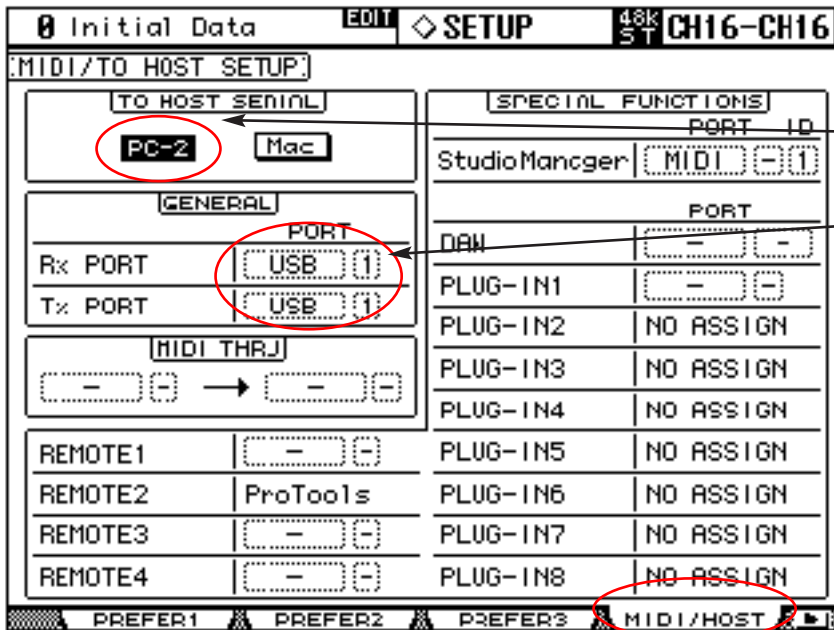 0 Initial Data EDIT ◇ SETUP 48k ST CH16-CH16
MIDI/TO HOST SETUP
TO HOST SERIAL
PC-2 Mac
GENERAL
PORT
Rx PORT USB 1
Tx PORT USB 1
MIDI THRU
– - → – -
REMOTE1 – -
REMOTE2 ProTools
REMOTE3 – -
REMOTE4 – -
SPECIAL FUNCTIONS
PORT ID
StudioManager MIDI - 1
PORT
DAW – -
PLUG-IN1 – -
PLUG-IN2 NO ASSIGN
PLUG-IN3 NO ASSIGN
PLUG-IN4 NO ASSIGN
PLUG-IN5 NO ASSIGN
PLUG-IN6 NO ASSIGN
PLUG-IN7 NO ASSIGN
PLUG-IN8 NO ASSIGN
PREFER1 PREFER2 PREFER3 MIDI/HOST